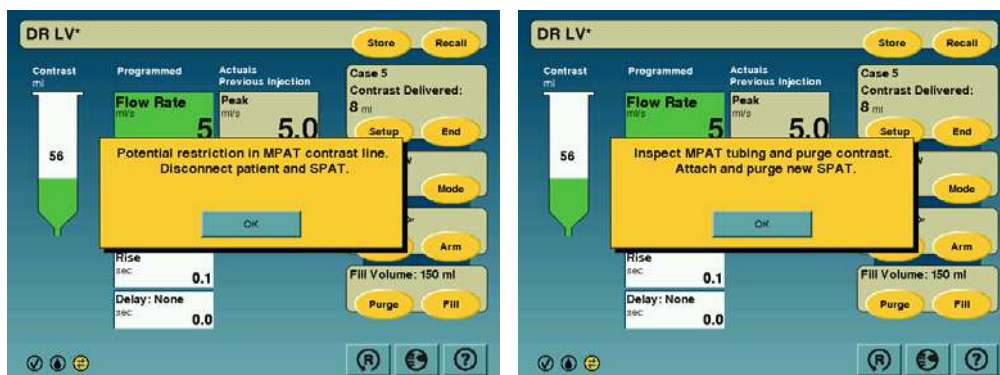 DR LV*
Store
Recall
Contrast
ml
Programmed
Actuals
Previous Injection
Case 5
Contrast Delivered:
8 ml
Flow Rate
ml/s
5
Peak
ml/s
5.0
Setup
End
56
Potential restriction in MPAT contrast line.
Disconnect patient and SPAT.
OK
Mode
Arm
Rise
sec
0.1
Delay: None
sec
0.0
Fill Volume: 150 ml
Purge
Fill
R
?
DR LV*
Store
Recall
Contrast
ml
Programmed
Actuals
Previous Injection
Case 5
Contrast Delivered:
8 ml
Flow Rate
ml/s
5
Peak
ml/s
5.0
Setup
End
56
Inspect MPAT tubing and purge contrast.
Attach and purge new SPAT.
OK
Mode
Arm
Rise
sec
0.1
Delay: None
sec
0.0
Fill Volume: 150 ml
Purge
Fill
R
?